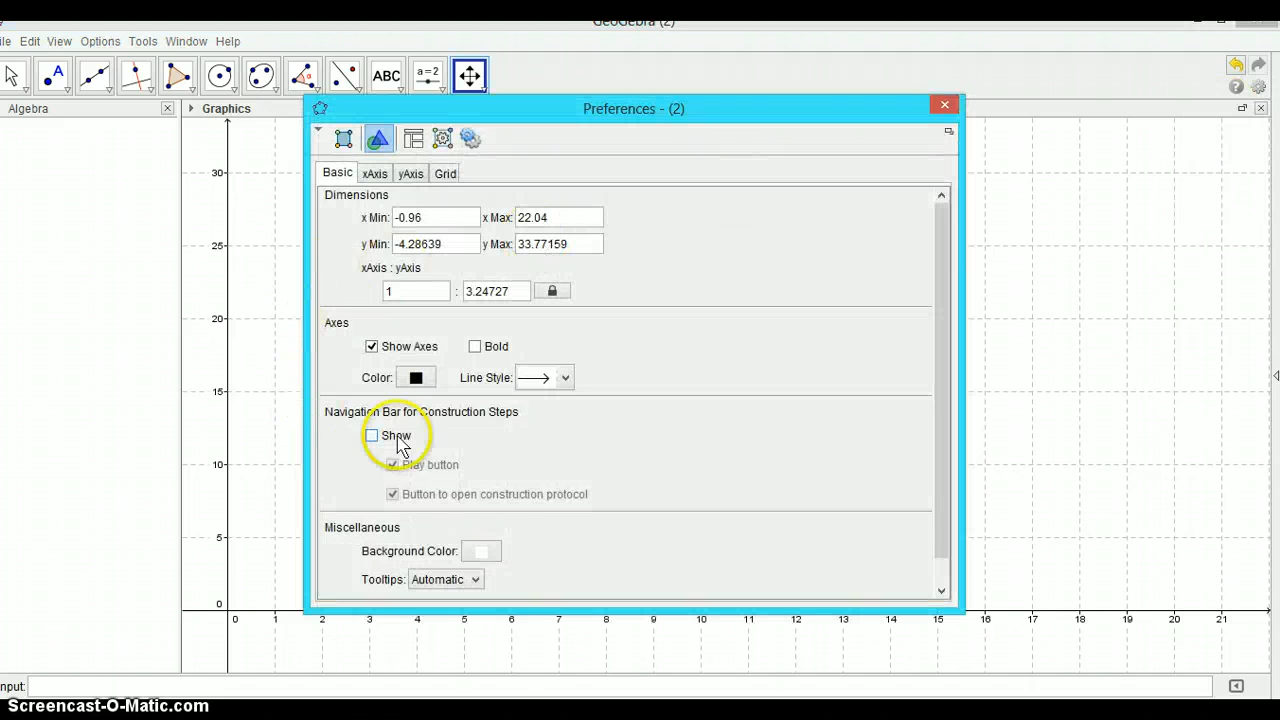 GeoGebra (2)
ile Edit View Options Tools Window Help
ABC a=2
Algebra
Graphics
Preferences - (2)
Basic xAxis yAxis Grid
Dimensions
x Min: -0.96 x Max: 22.04
y Min: -4.28639 y Max: 33.77159
xAxis : yAxis
1 : 3.24727
Axes
Show Axes Bold
Color: Line Style:
Navigation Bar for Construction Steps
Show
Play button
Button to open construction protocol
Miscellaneous
Background Color:
Tooltips: Automatic
30
25
20
15
10
5
0
0 1 2 3 4 5 6 7 8 9 10 11 12 13 14 15 16 17 18 19 20 21
nput:
Screencast-O-Matic.com